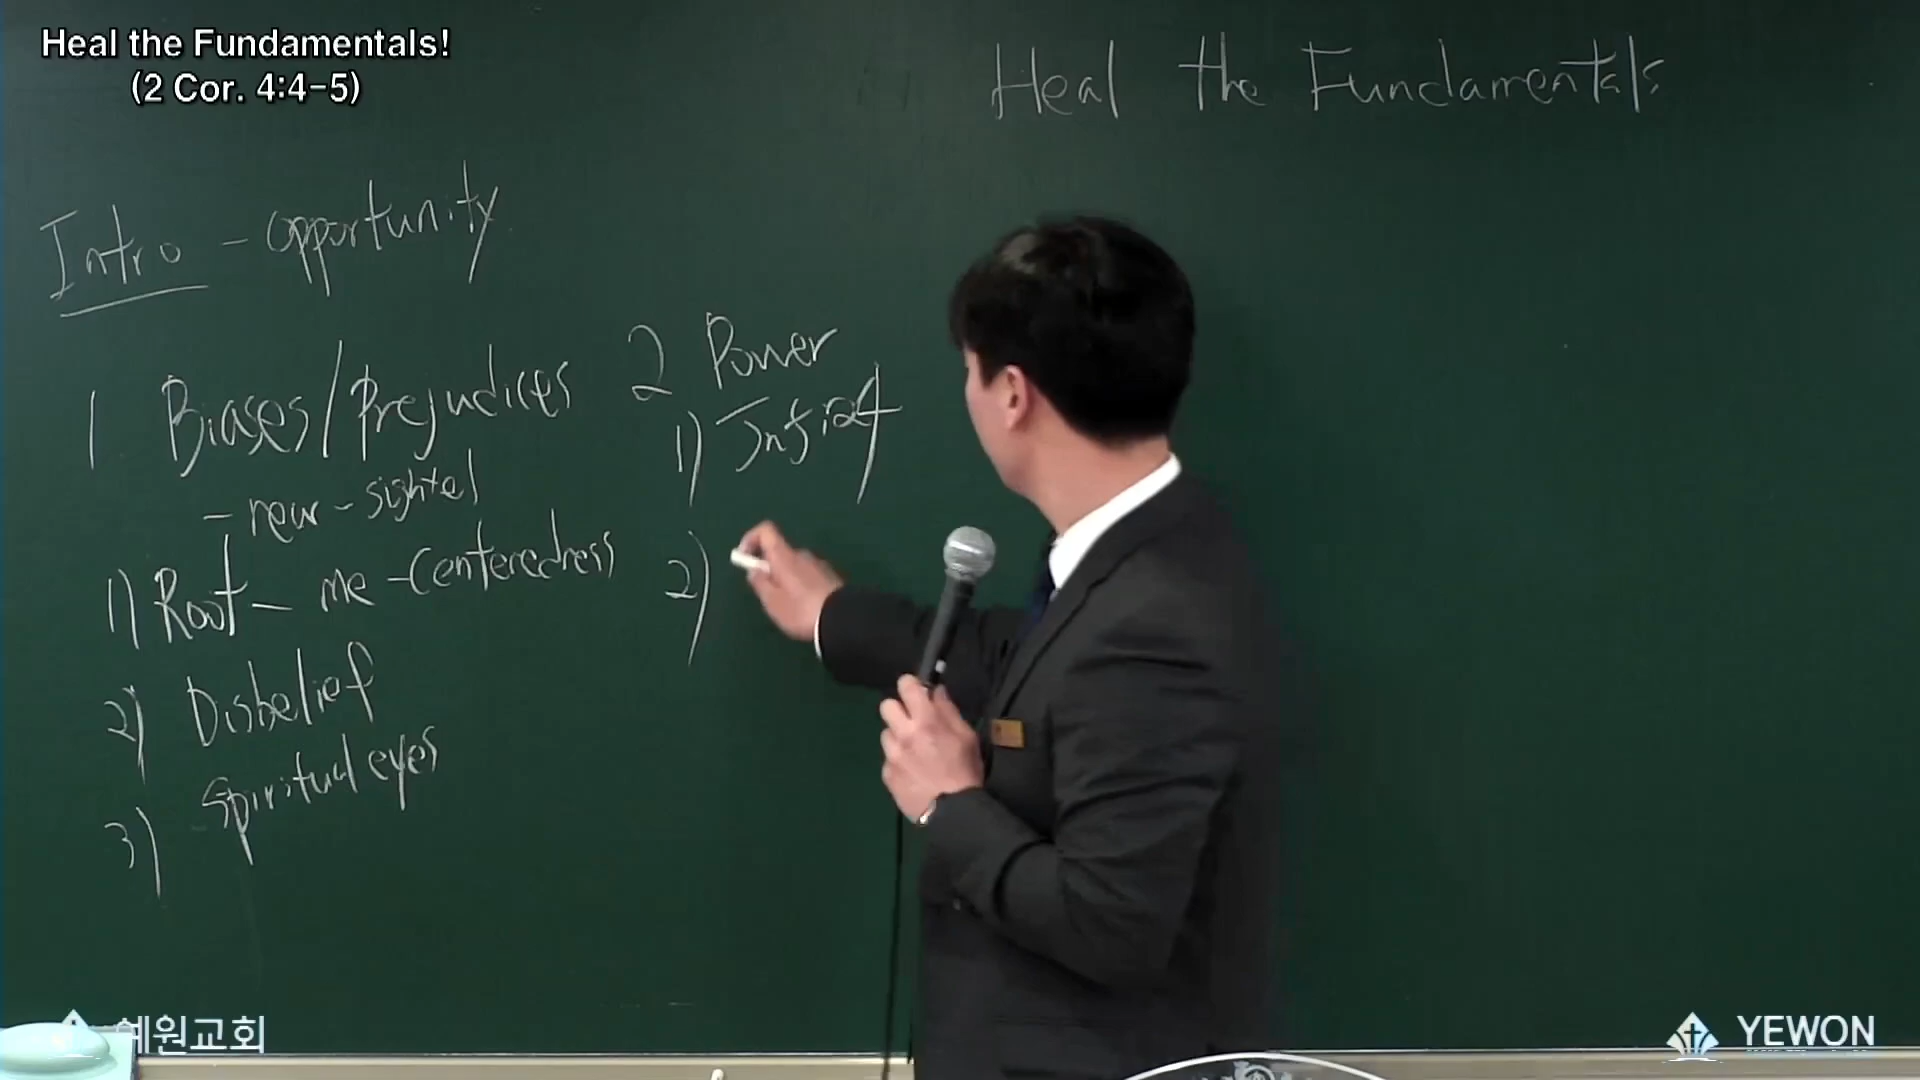 Heal the Fundamentals!
(2 Cor. 4:4-5)
Heal the Fundamentals
Intro - opportunity
1 Biases/Prejudices
- near-sighted
1) Root - me-centeredness
2) Disbelief
3) Spiritual eyes
2 Power
1)
2)
예원교회
YEWON